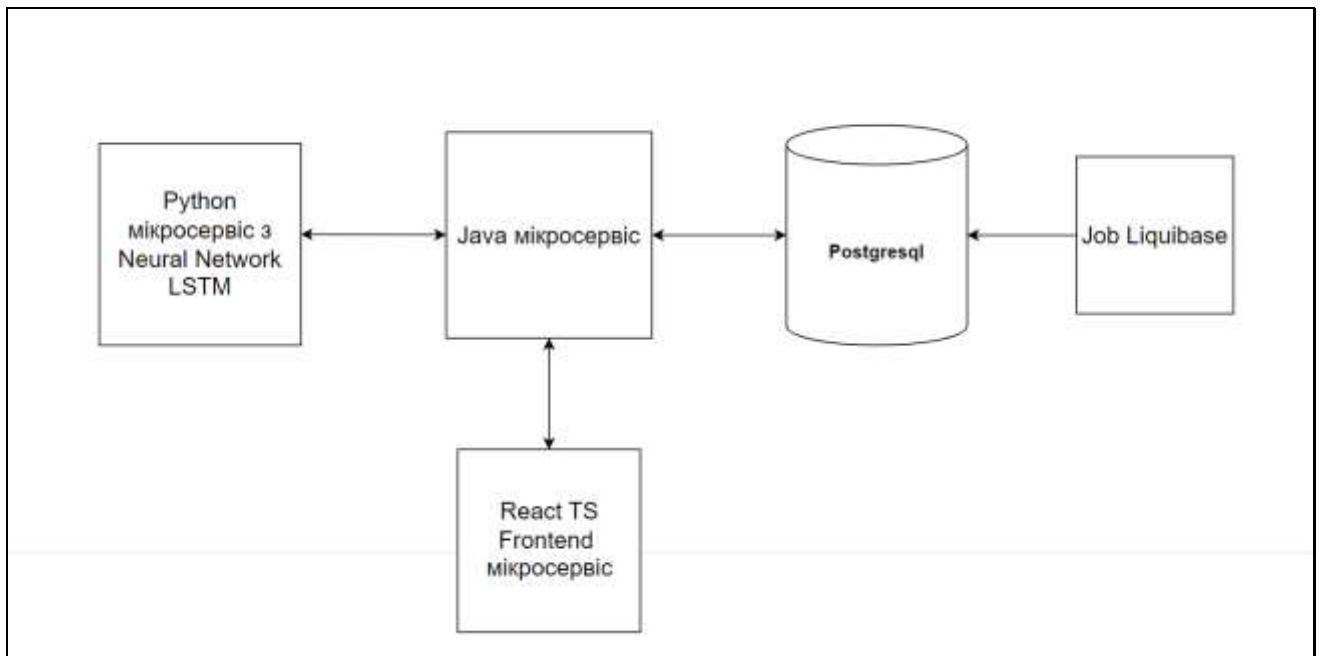 Python
мікросервіс з
Neural Network
LSTM
Java мікросервіс
Postgresql
Job Liquibase
React TS
Frontend
мікросервіс